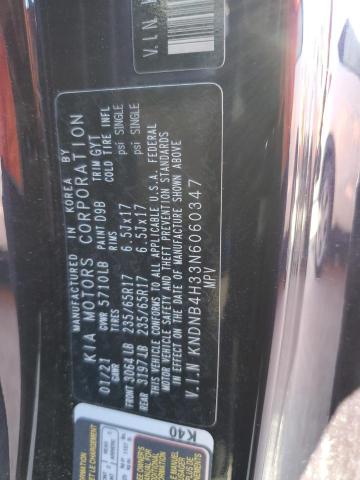 MANUFACTURED IN KOREA BY
KIA MOTORS CORPORATION
01/21 GVWR 5710LB PAINT D9B TRIM GYT
GAWR RIMS COLD TIRE INFL
FRONT 3064LB 235/65R17 6.5Jx17 psi SINGLE
REAR 3197LB 235/65R17 6.5Jx17 psi SINGLE
THIS VEHICLE CONFORMS TO ALL APPLICABLE U.S.A. FEDERAL
MOTOR VEHICLE SAFETY AND THEFT PREVENTION STANDARDS
IN EFFECT ON THE DATE OF MANUFACTURE SHOWN ABOVE.
V.I.N KNDNB4H33N6060347
MPV
V.I.N
K40